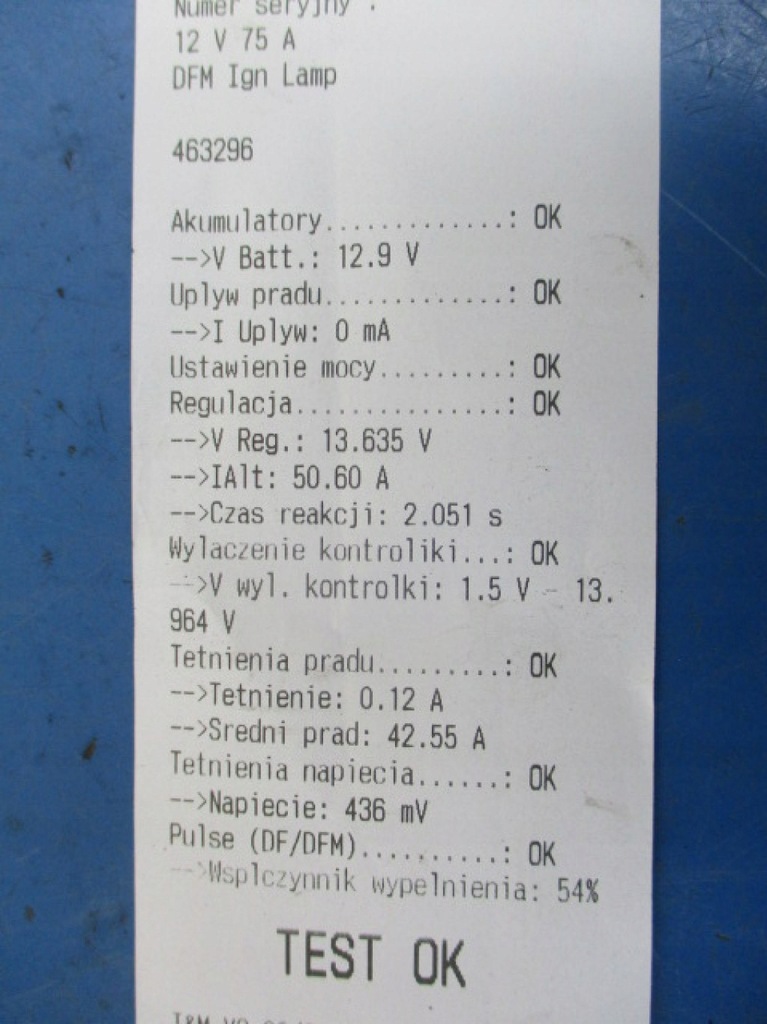 Numer seryjny :
12 V 75 A
DFM Ign Lamp
463296
Akumulatory.............: OK
-->V Batt.: 12.9 V
Uplyw pradu.............: OK
-->I Uplyw: 0 mA
Ustawienie mocy.........: OK
Regulacja...............: OK
-->V Reg.: 13.635 V
-->IAlt: 50.60 A
-->Czas reakcji: 2.051 s
Wylaczenie kontroliki...: OK
-->V wyl. kontrolki: 1.5 V - 13.
964 V
Tetnienia pradu.........: OK
-->Tetnienie: 0.12 A
-->Sredni prad: 42.55 A
Tetnienia napiecia......: OK
-->Napiecie: 436 mV
Pulse (DF/DFM)..........: OK
-->Wsplczynnik wypelnienia: 54%
TEST OK